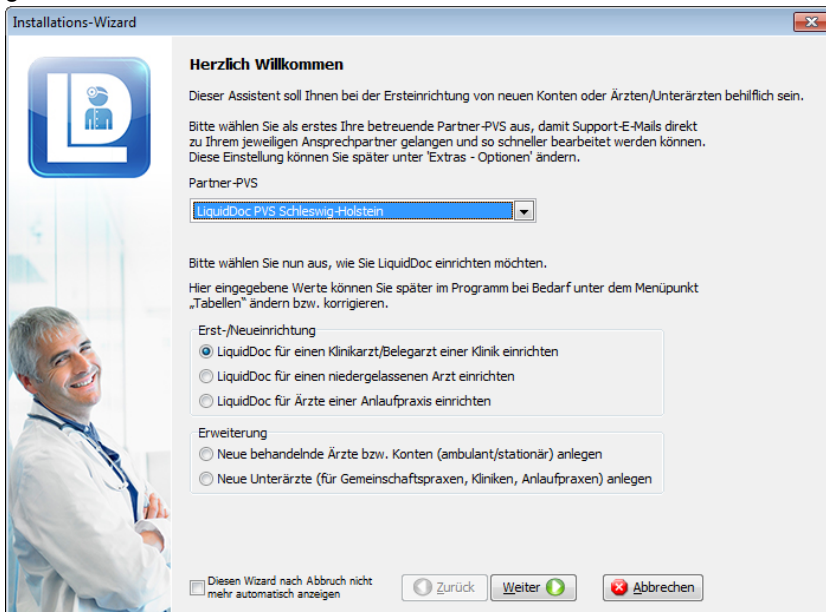 Installations-Wizard
Herzlich Willkommen
Dieser Assistent soll Ihnen bei der Ersteinrichtung von neuen Konten oder Ärzten/Unterärzten behilflich sein.
Bitte wählen Sie als erstes Ihre betreuende Partner-PVS aus, damit Support-E-Mails direkt
zu Ihrem jeweiligen Ansprechpartner gelangen und so schneller bearbeitet werden können.
Diese Einstellung können Sie später unter 'Extras - Optionen' ändern.
Partner-PVS
LiquidDoc PVS Schleswig-Holstein
Bitte wählen Sie nun aus, wie Sie LiquidDoc einrichten möchten.
Hier eingegebene Werte können Sie später im Programm bei Bedarf unter dem Menüpunkt
„Tabellen“ ändern bzw. korrigieren.
Erst-/Neueinrichtung
LiquidDoc für einen Klinikarzt/Belegarzt einer Klinik einrichten
LiquidDoc für einen niedergelassenen Arzt einrichten
LiquidDoc für Ärzte einer Anlaufpraxis einrichten
Erweiterung
Neue behandelnde Ärzte bzw. Konten (ambulant/stationär) anlegen
Neue Unterärzte (für Gemeinschaftspraxen, Kliniken, Anlaufpraxen) anlegen
Diesen Wizard nach Abbruch nicht
mehr automatisch anzeigen
Zurück
Weiter
Abbrechen